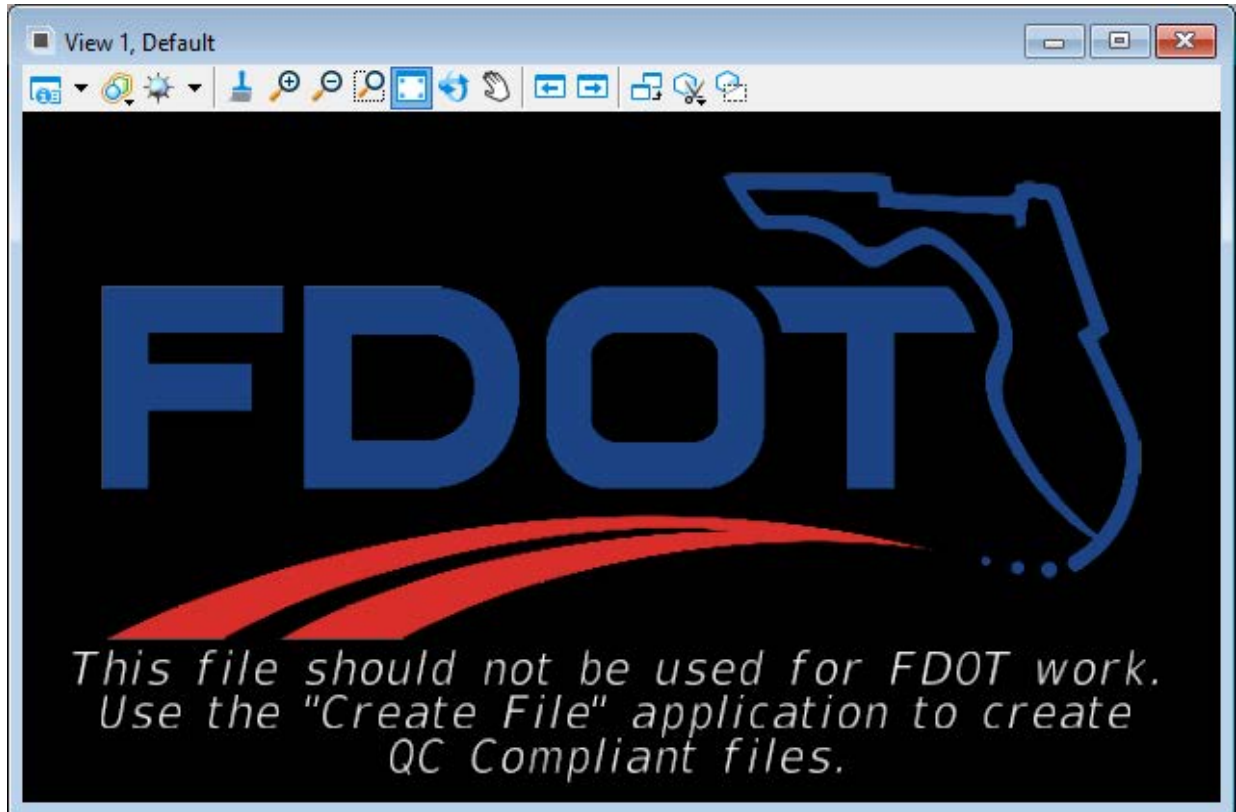 View 1, Default
FDOT
This file should not be used for FDOT work.
Use the "Create File" application to create
QC Compliant files.